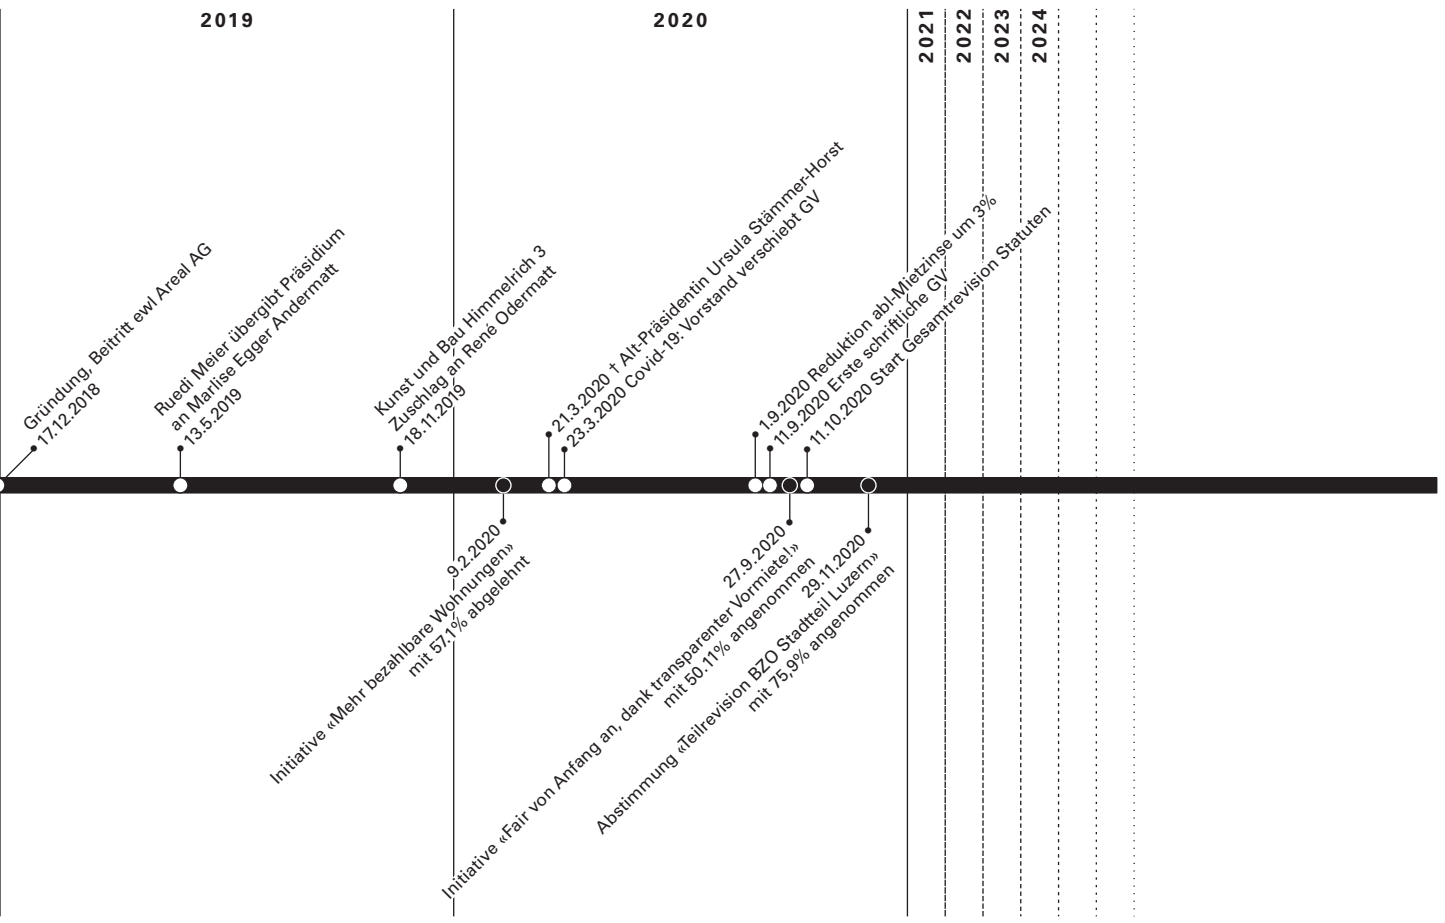 2019
2020
2021
2022
2023
2024
Gründung, Beitritt ewl Areal AG
17.12.2018
Ruedi Meier übergibt Präsidium
an Marlise Egger Andermatt
13.5.2019
Kunst und Bau Himmelrich 3
Zuschlag an René Odermatt
18.11.2019
21.3.2020 † Alt-Präsidentin Ursula Stämmer-Horst
23.3.2020 Covid-19: Vorstand verschiebt GV
1.9.2020 Reduktion abl-Mietzinse um 3%
11.9.2020 Erste schriftliche GV
11.10.2020 Start Gesamtrevision Statuten
9.2.2020
Initiative «Mehr bezahlbare Wohnungen»
mit 57.1% abgelehnt
27.9.2020
Initiative «Fair von Anfang an, dank transparenter Vormiete!»
mit 50.11% angenommen
29.11.2020
Abstimmung «Teilrevision BZO Stadtteil Luzern»
mit 75,9% angenommen